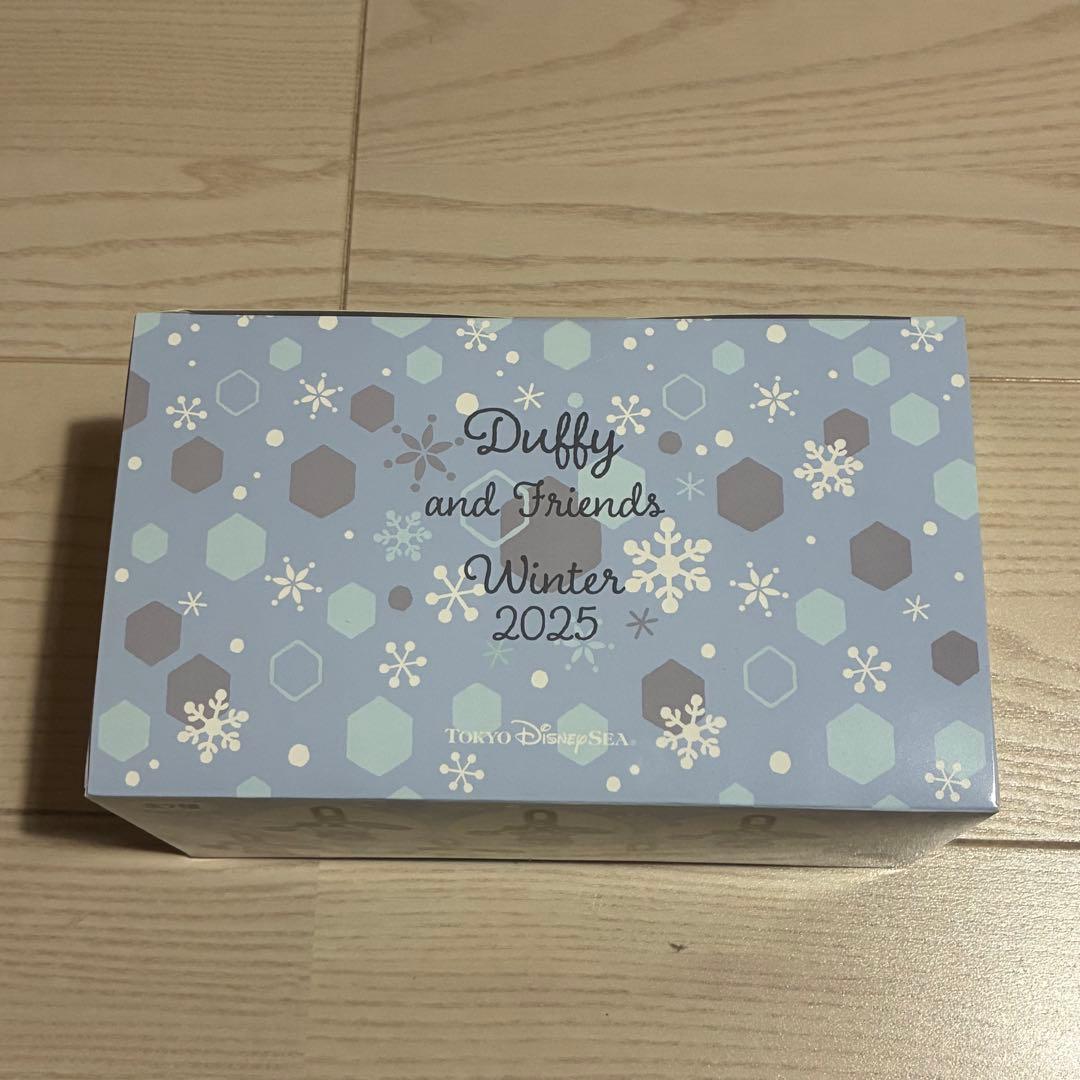 Duffy
and Friends
Winter
2025
TOKYO DISNEYSEA®